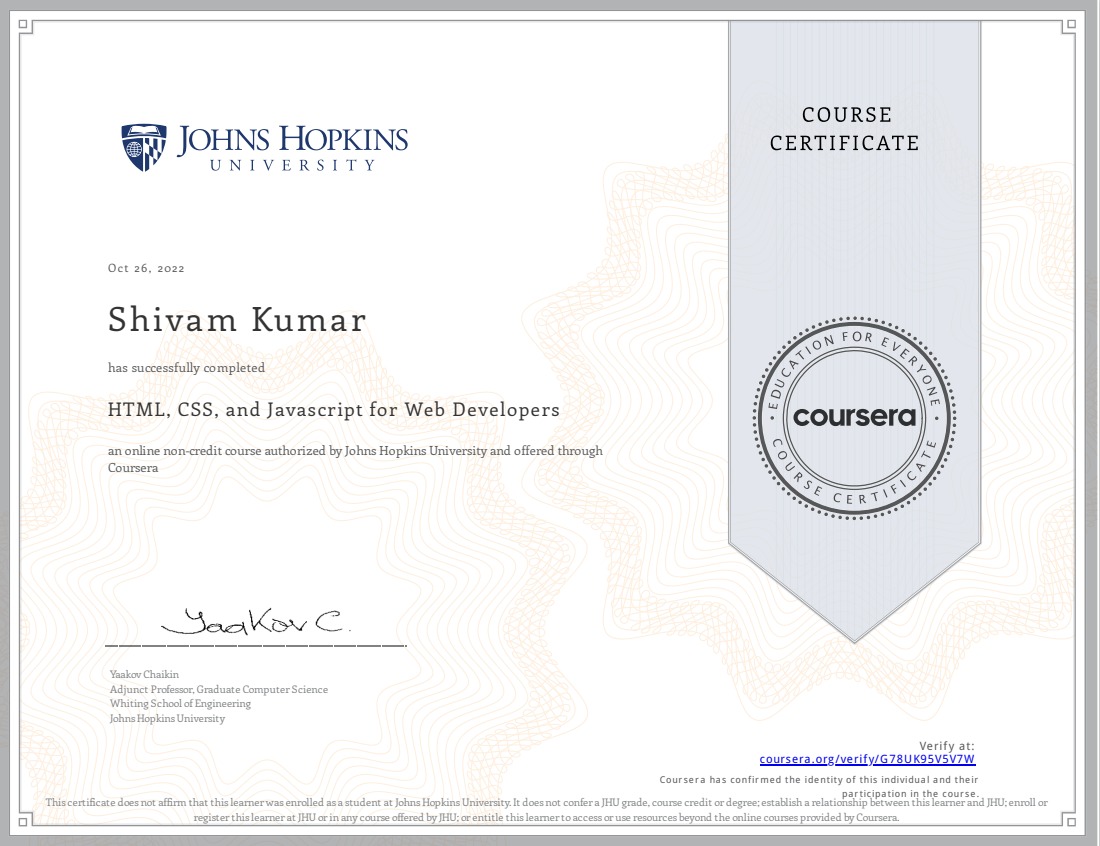 JOHNS HOPKINS
UNIVERSITY
COURSE
CERTIFICATE
Oct 26, 2022
Shivam Kumar
has successfully completed
HTML, CSS, and Javascript for Web Developers
an online non-credit course authorized by Johns Hopkins University and offered through
Coursera
EDUCATION FOR EVERYONE
coursera
COURSE CERTIFICATE
Yaakov C.
Yaakov Chaikin
Adjunct Professor, Graduate Computer Science
Whiting School of Engineering
Johns Hopkins University
Verify at:
coursera.org/verify/G78UK95V5V7W
Coursera has confirmed the identity of this individual and their
participation in the course.
This certificate does not affirm that this learner was enrolled as a student at Johns Hopkins University. It does not confer a JHU grade, course credit or degree; establish a relationship between this learner and JHU; enroll or
register this learner at JHU or in any course offered by JHU; or entitle this learner to access or use resources beyond the online courses provided by Coursera.